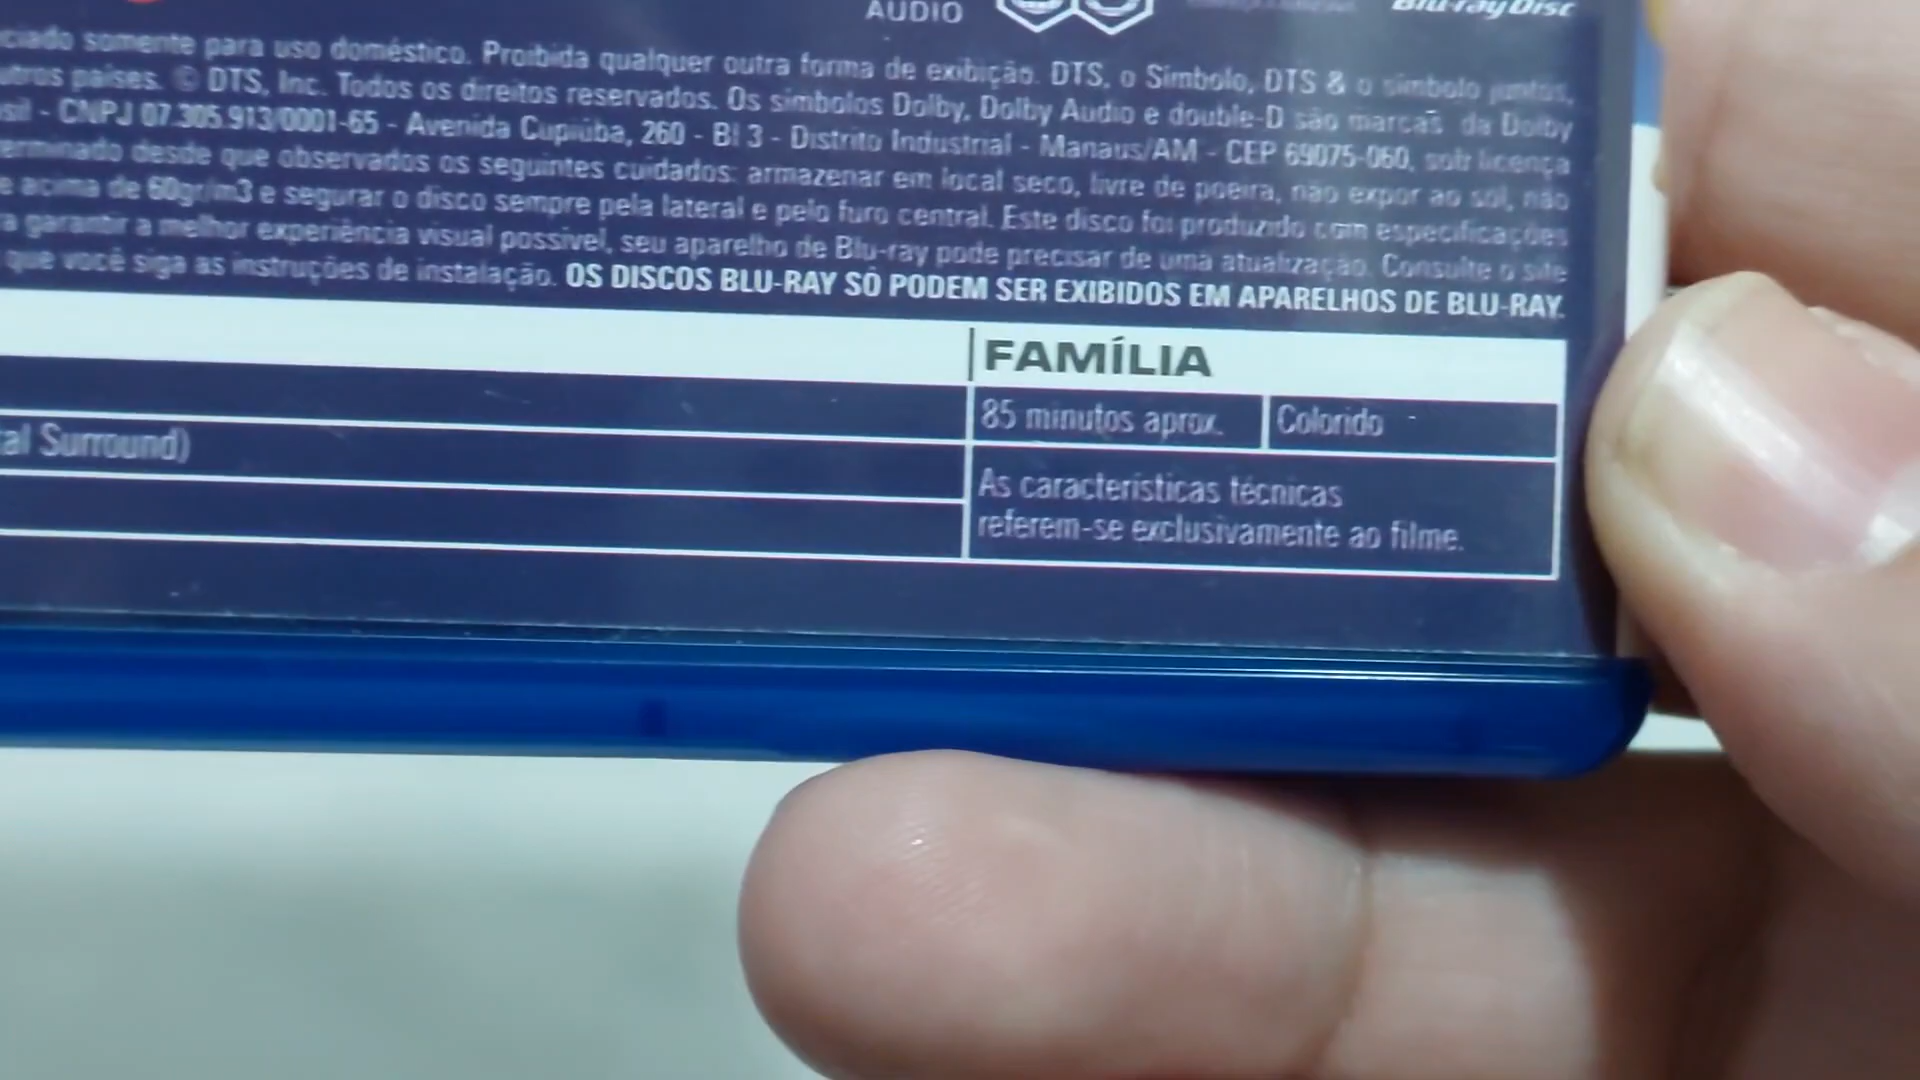 AUDIO
Blu-ray Disc
ciado somente para uso doméstico. Proibida qualquer outra forma de exibição. DTS, o Símbolo, DTS & o símbolo juntos,
utros países. © DTS, Inc. Todos os direitos reservados. Os símbolos Dolby, Dolby Audio e double-D são marcas da Dolby
sil - CNPJ 07.305.913/0001-65 - Avenida Cupiúba, 260 - Bl 3 - Distrito Industrial - Manaus/AM - CEP 69075-060, sob licença
erminado desde que observados os seguintes cuidados: armazenar em local seco, livre de poeira, não expor ao sol, não
e acima de 60gr/m3 e segurar o disco sempre pela lateral e pelo furo central. Este disco foi produzido com especificações
a garantir a melhor experiência visual possível, seu aparelho de Blu-ray pode precisar de uma atualização. Consulte o site
que você siga as instruções de instalação. OS DISCOS BLU-RAY SÓ PODEM SER EXIBIDOS EM APARELHOS DE BLU-RAY.
FAMÍLIA
85 minutos aprox. Colorido
al Surround)
As características técnicas
referem-se exclusivamente ao filme.